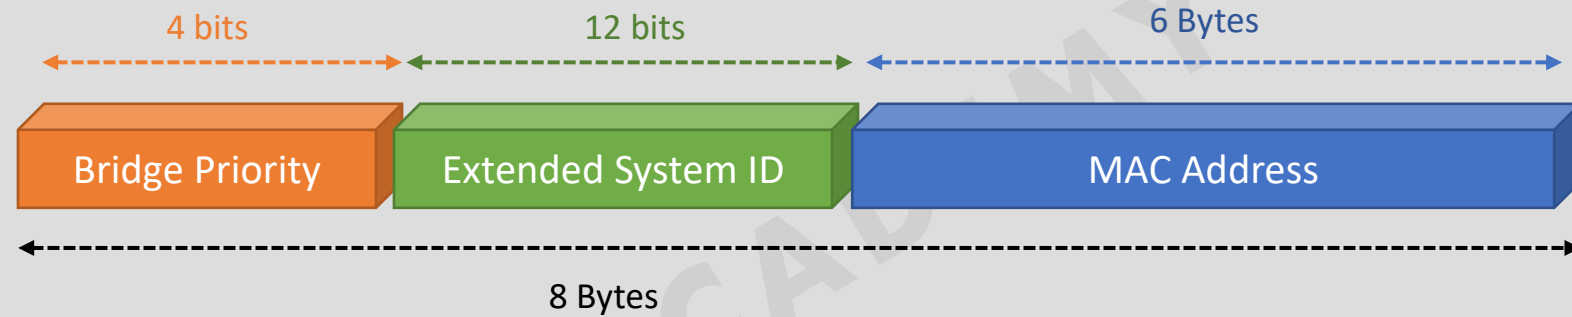 4 bits
12 bits
6 Bytes
Bridge Priority
Extended System ID
MAC Address
8 Bytes